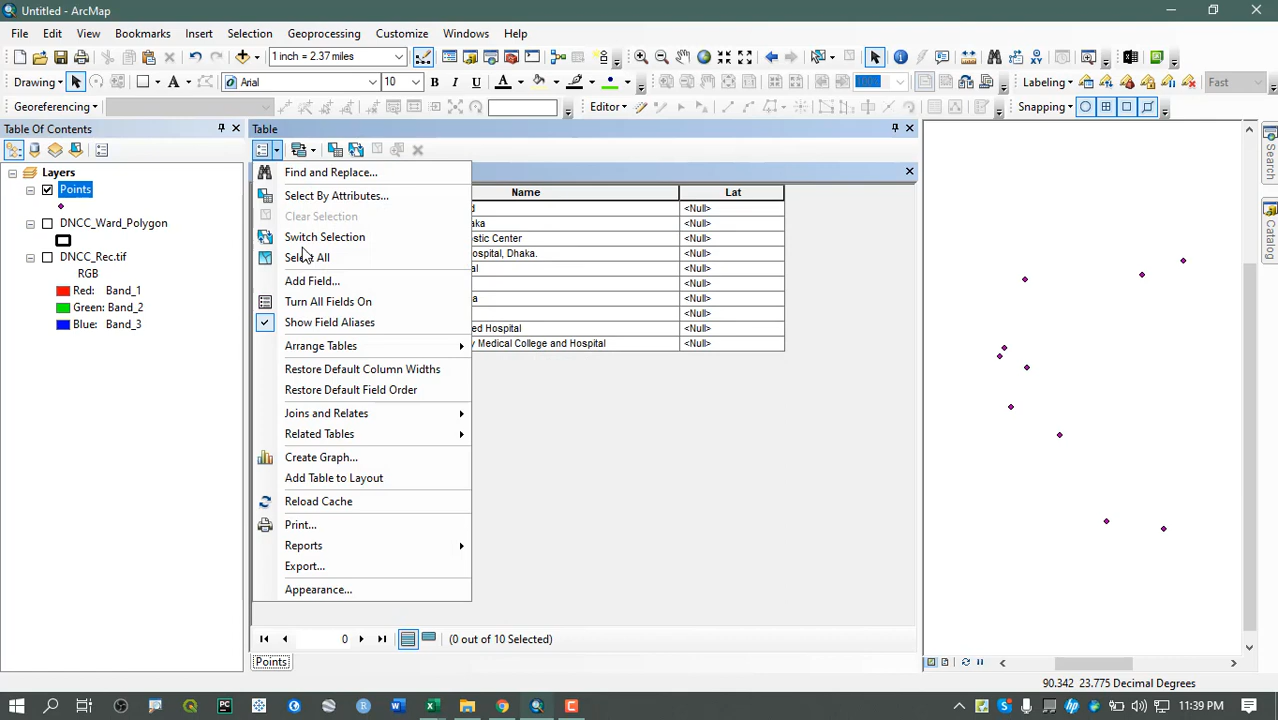 Untitled - ArcMap
File Edit View Bookmarks Insert Selection Geoprocessing Customize Windows Help
1 inch = 2.37 miles
Drawing Arial 10 B I U A Labeling Fast
Georeferencing Editor Snapping
Table Of Contents
Layers
Points
DNCC_Ward_Polygon
DNCC_Rec.tif
RGB
Red: Band_1
Green: Band_2
Blue: Band_3
Table
Find and Replace...
Select By Attributes...
Clear Selection
Switch Selection
Select All
Add Field...
Turn All Fields On
Show Field Aliases
Arrange Tables
Restore Default Column Widths
Restore Default Field Order
Joins and Relates
Related Tables
Create Graph...
Add Table to Layout
Reload Cache
Print...
Reports
Export...
Appearance...
Name Lat
d <Null>
aka <Null>
stic Center <Null>
ospital, Dhaka. <Null>
al <Null>
<Null>
a <Null>
<Null>
ed Hospital <Null>
y Medical College and Hospital <Null>
0 (0 out of 10 Selected)
Points
Search
Catalog
90.342 23.775 Decimal Degrees
11:39 PM